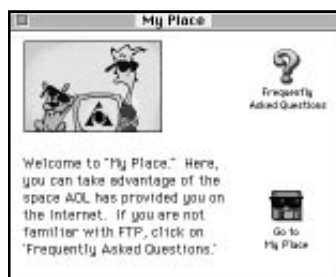 My Place
Frequently
Asked Questions
Welcome to "My Place." Here,
you can take advantage of the
space AOL has provided you on
the Internet. If you are not
familiar with FTP, click on
'Frequently Asked Questions.'
Go to
My Place